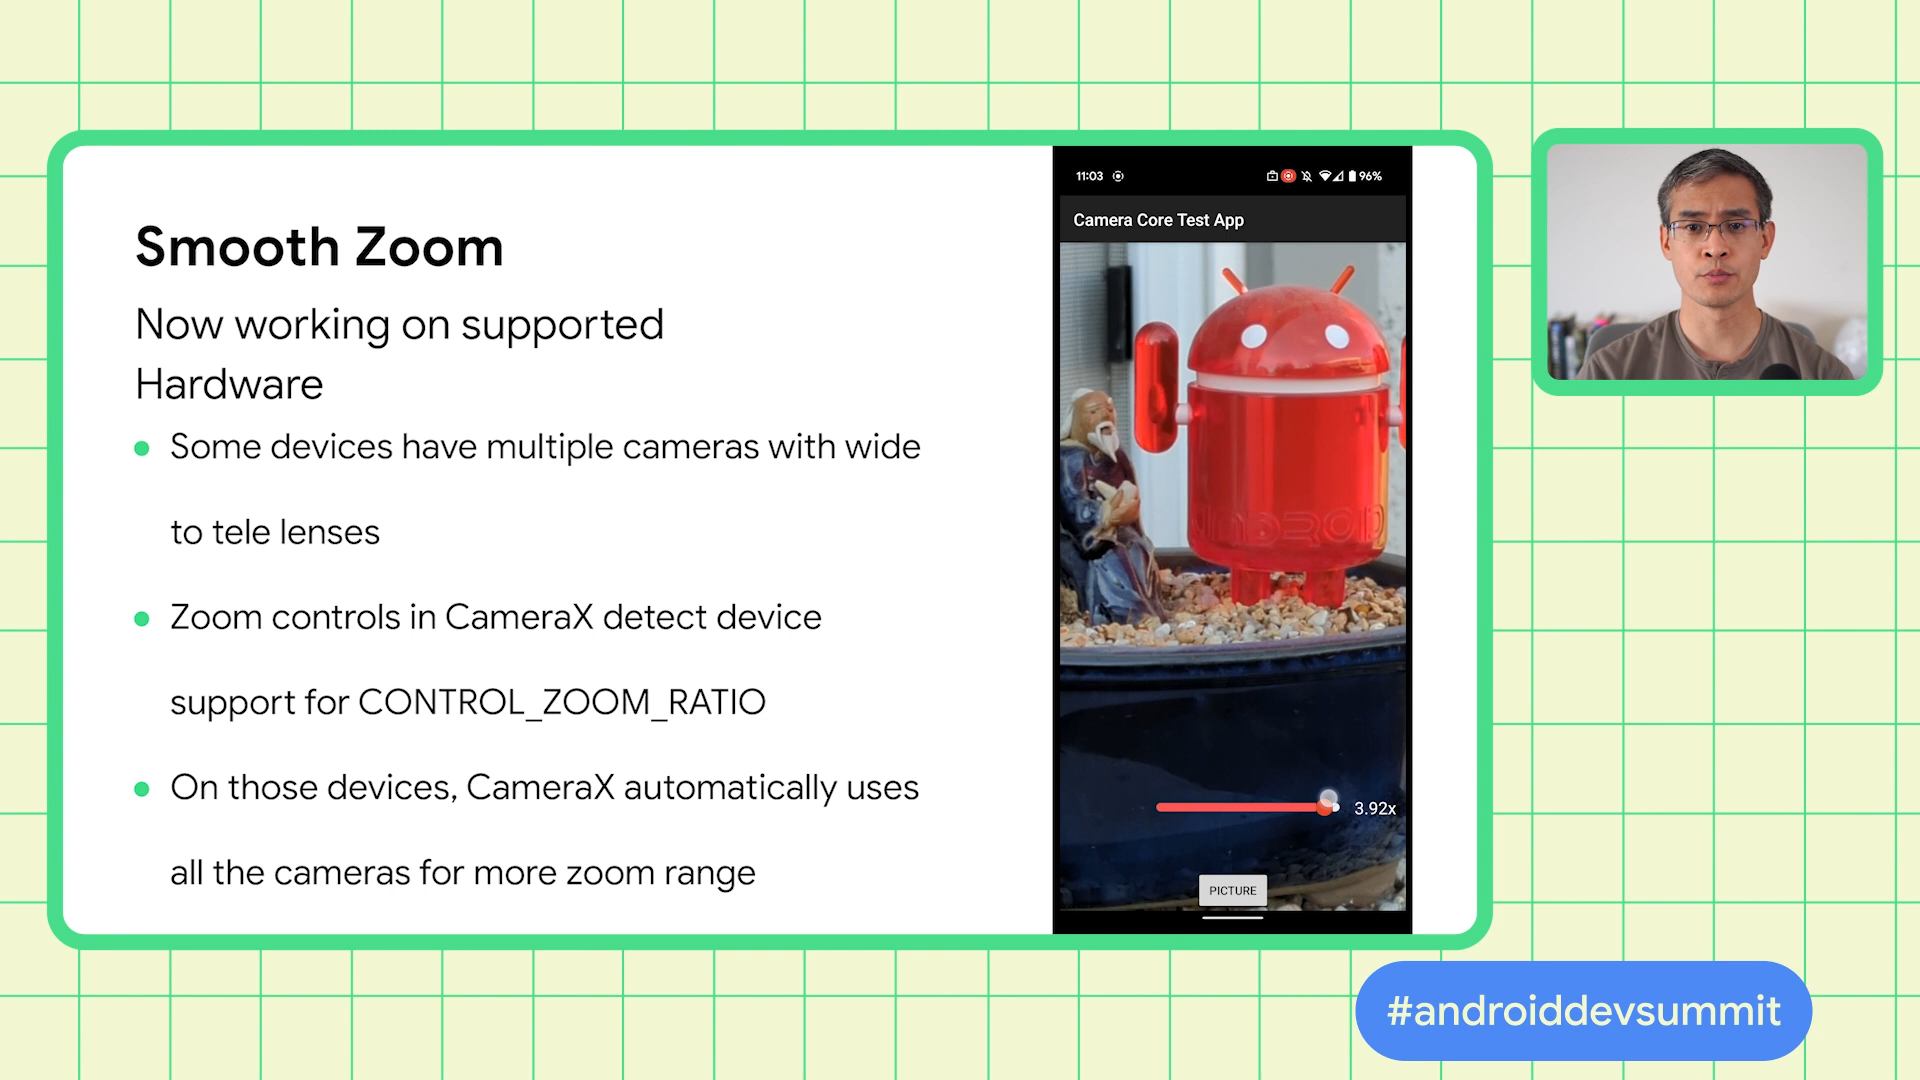 Smooth Zoom
Now working on supported
Hardware
Some devices have multiple cameras with wide
to tele lenses
Zoom controls in CameraX detect device
support for CONTROL_ZOOM_RATIO
On those devices, CameraX automatically uses
all the cameras for more zoom range
11:03
96%
Camera Core Test App
ANDROID
3.92x
PICTURE
#androiddevsummit